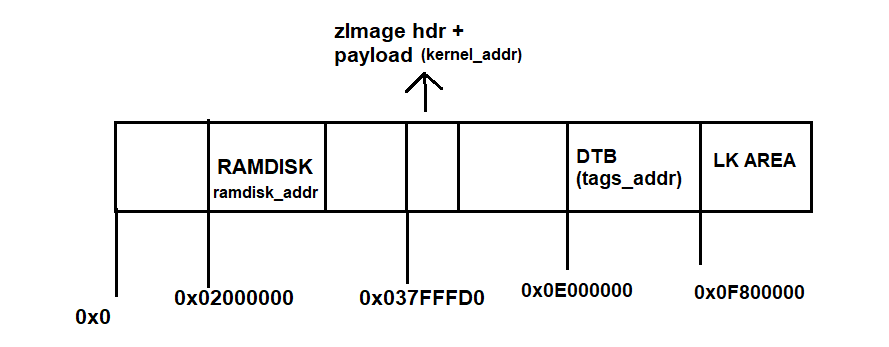 zImage hdr +
payload (kernel_addr)
RAMDISK
ramdisk_addr
DTB
(tags_addr)
LK AREA
0x0
0x02000000
0x037FFFD0
0x0E000000
0x0F800000